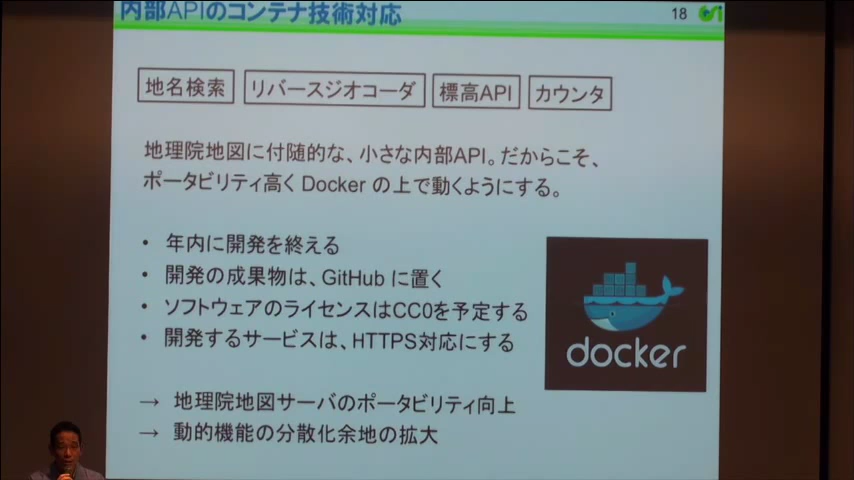 内部APIのコンテナ技術対応
18
地名検索 リバースジオコーダ 標高API カウンタ
地理院地図に付随的な、小さな内部API。だからこそ、
ポータビリティ高く Docker の上で動くようにする。
• 年内に開発を終える
• 開発の成果物は、GitHub に置く
• ソフトウェアのライセンスはCC0を予定する
• 開発するサービスは、HTTPS対応にする
docker
→ 地理院地図サーバのポータビリティ向上
→ 動的機能の分散化余地の拡大